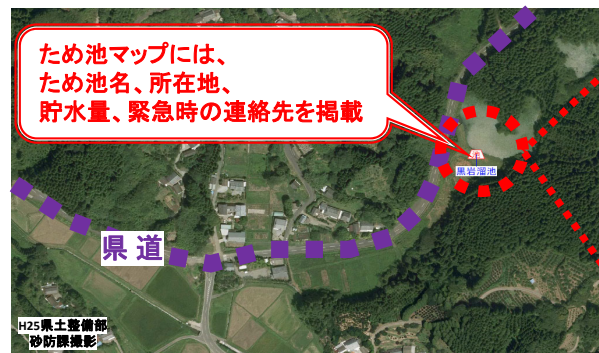 ため池マップには、
ため池名、所在地、
貯水量、緊急時の連絡先を掲載
黒岩溜池
県道
H25県土整備部
砂防課撮影